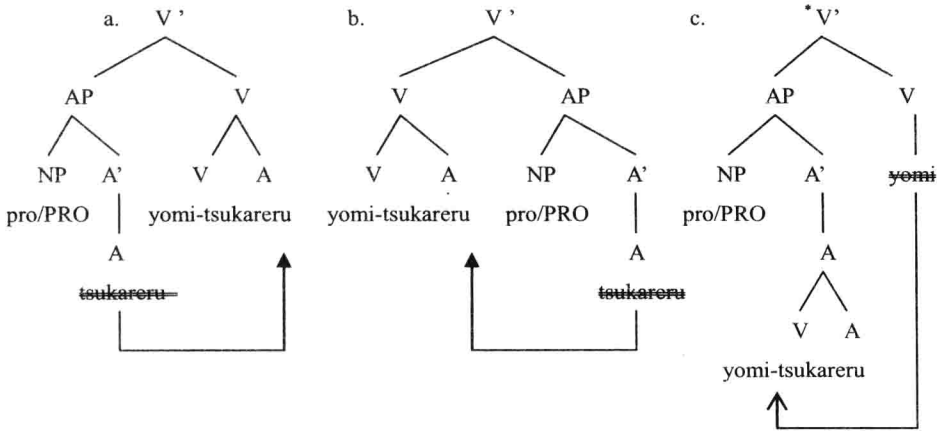 a. V ' b. V ' c. *V'
AP V V AP AP V
NP A' V A V A NP A' NP A' yomi
pro/PRO yomi-tsukareru yomi-tsukareru pro/PRO pro/PRO
A A A
tsukareru tsukareru
V A
yomi-tsukareru